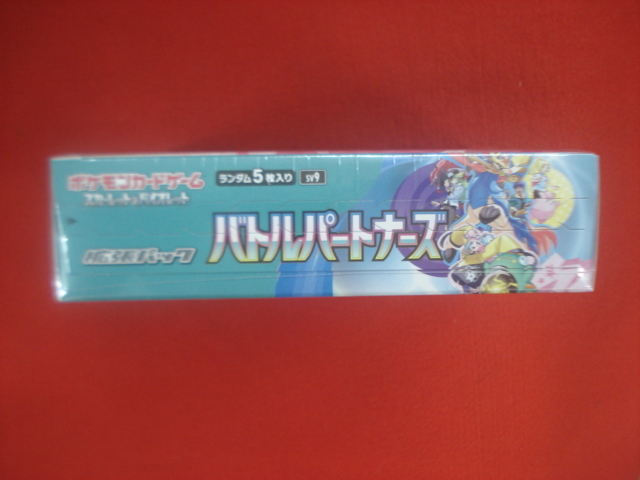 ポケモンカードゲーム
スカーレット&バイオレット
ランダム5枚入り SV9
拡張パック
バトルパートナーズ